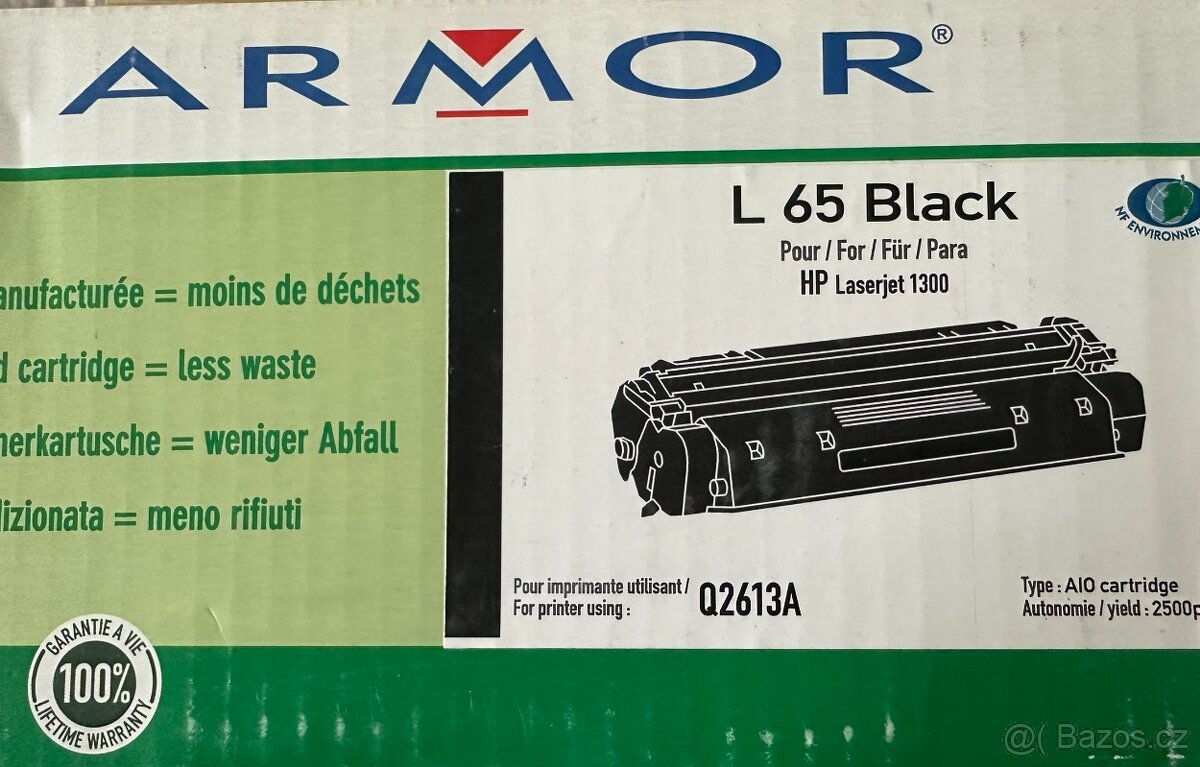 ARMOR®
L 65 Black
Pour / For / Für / Para
HP Laserjet 1300
NF ENVIRONNEM
anufacturée = moins de déchets
d cartridge = less waste
nerkartusche = weniger Abfall
dizionata = meno rifiuti
Pour imprimante utilisant /
For printer using :
Q2613A
Type : AIO cartridge
Autonomie / yield : 2500p
GARANTIE A VIE
100%
LIFETIME WARRANTY
@( Bazos.cz